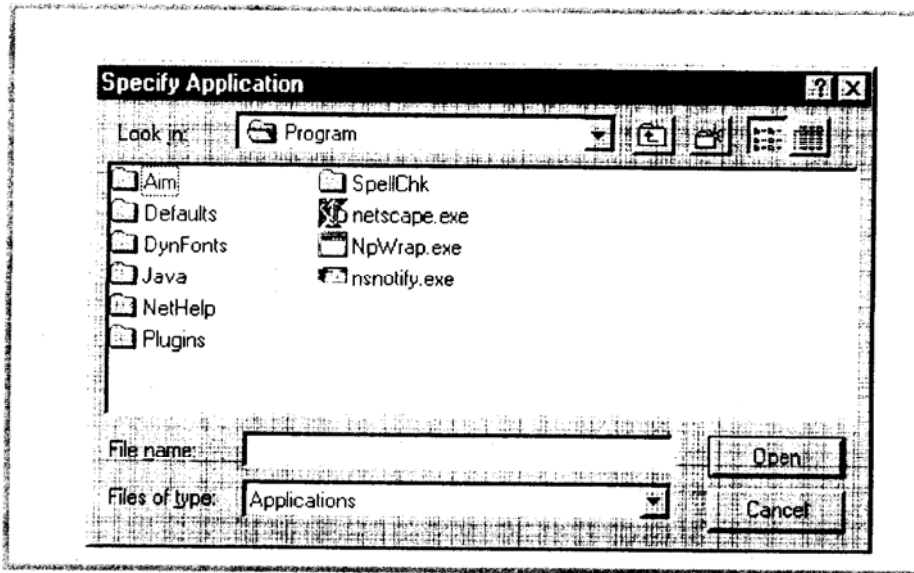 Specify Application
Look in: Program
Aim
Defaults
DynFonts
Java
NetHelp
Plugins
SpellChk
netscape.exe
NpWrap.exe
nsnotify.exe
File name:
Open
Files of type: Applications
Cancel